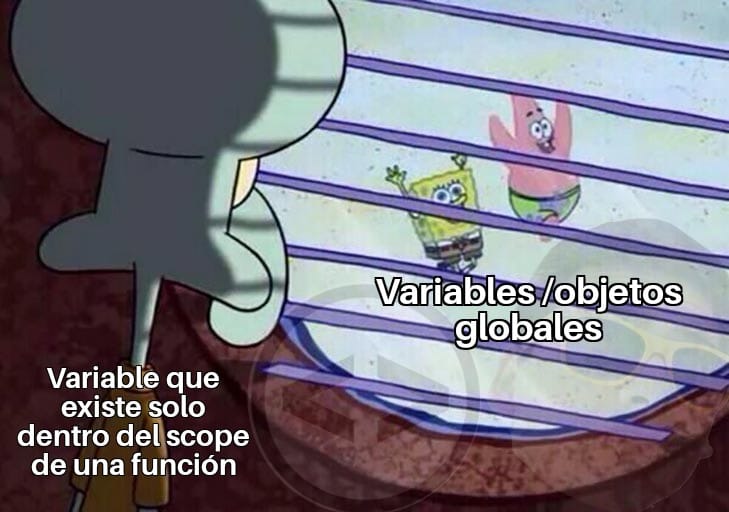 Variables /objetos
globales
Variable que
existe solo
dentro del scope
de una función